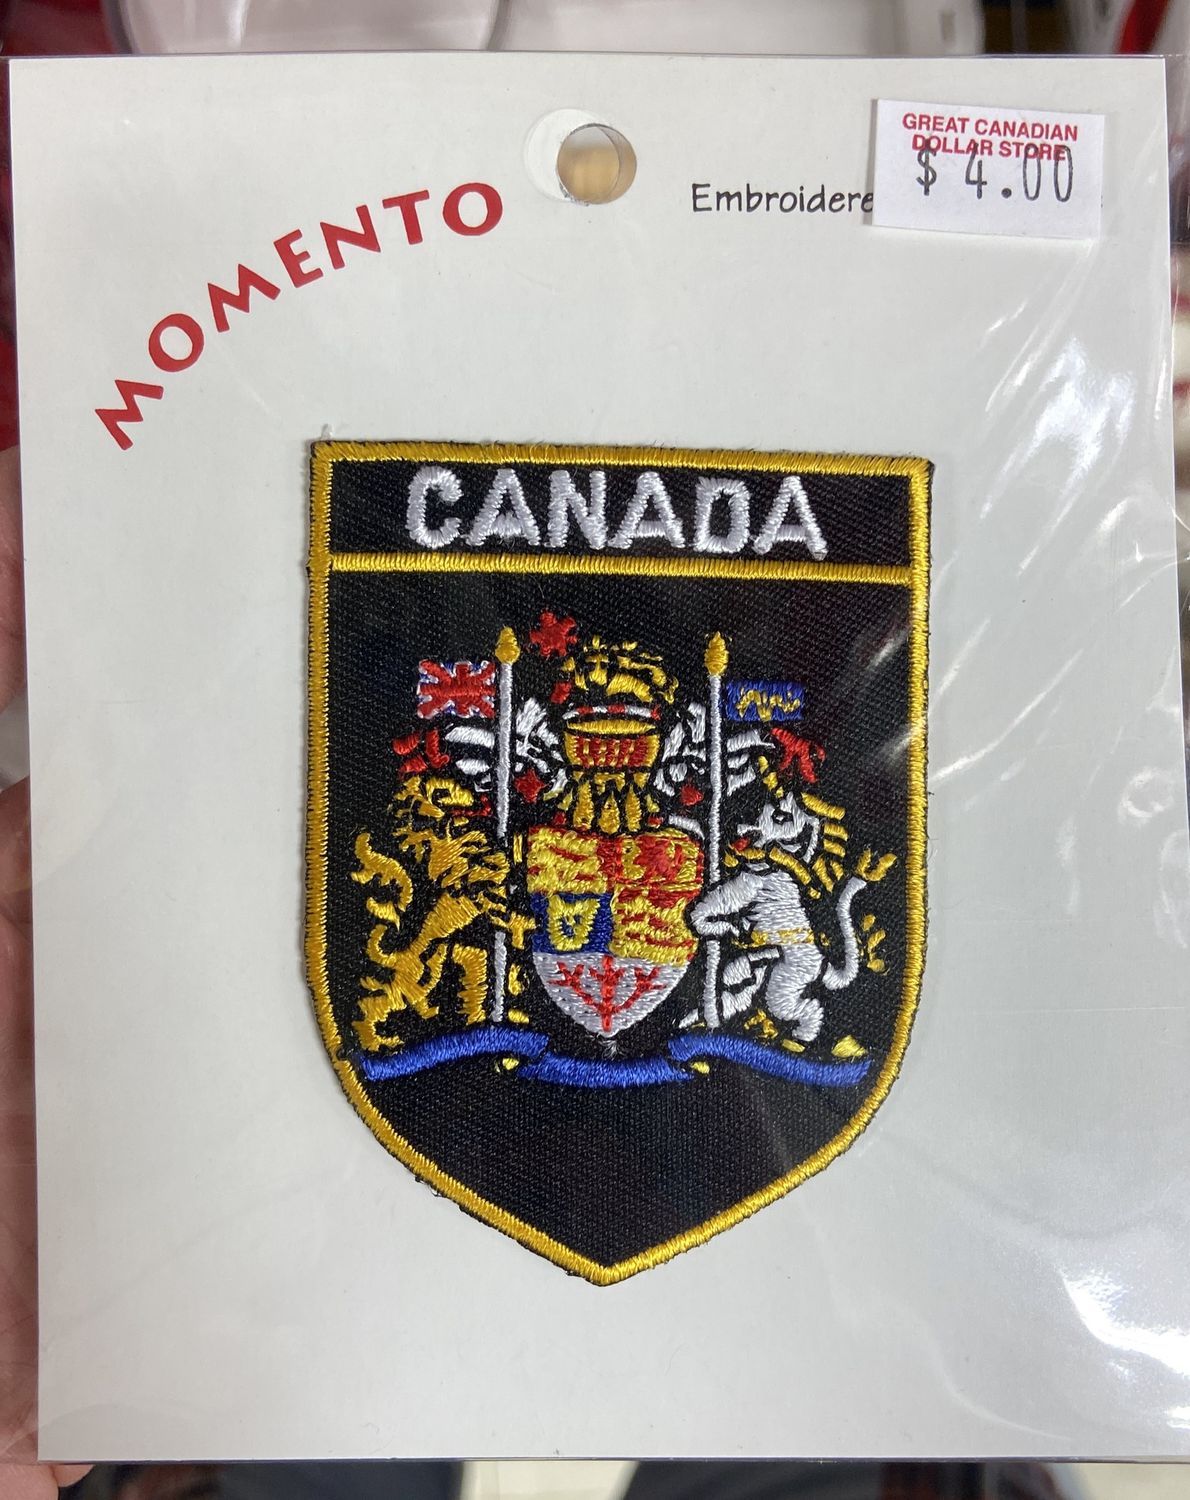 MOMENTO
Embroidere
GREAT CANADIAN
DOLLAR STORE
$ 4.00
CANADA